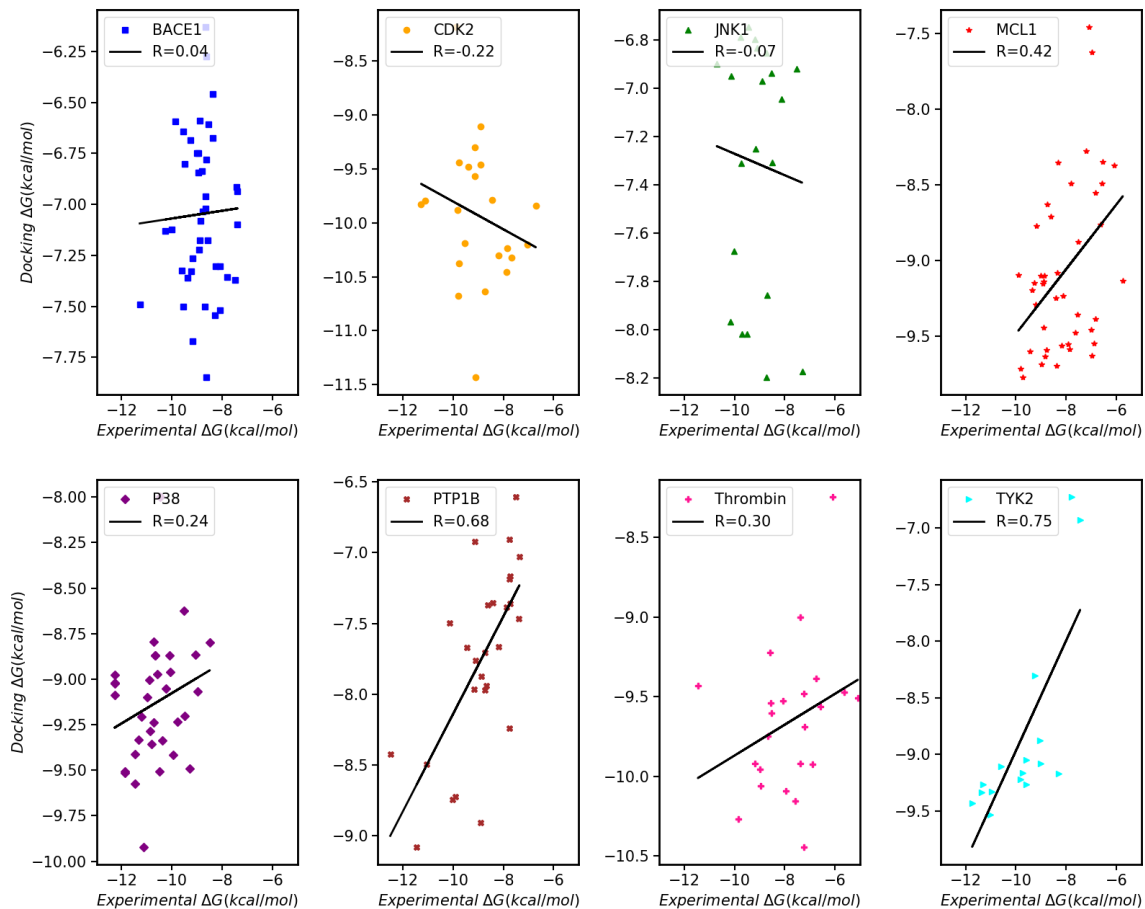 BACE1
R=0.04
−6.25
−6.50
−6.75
−7.00
−7.25
−7.50
−7.75
−12 −10 −8 −6
Docking ΔG(kcal/mol)
Experimental ΔG(kcal/mol)
CDK2
R=-0.22
−8.5
−9.0
−9.5
−10.0
−10.5
−11.0
−11.5
−12 −10 −8 −6
Experimental ΔG(kcal/mol)
JNK1
R=-0.07
−6.8
−7.0
−7.2
−7.4
−7.6
−7.8
−8.0
−8.2
−12 −10 −8 −6
Experimental ΔG(kcal/mol)
MCL1
R=0.42
−7.5
−8.0
−8.5
−9.0
−9.5
−12 −10 −8 −6
Experimental ΔG(kcal/mol)
P38
R=0.24
−8.00
−8.25
−8.50
−8.75
−9.00
−9.25
−9.50
−9.75
−10.00
−12 −10 −8 −6
Docking ΔG(kcal/mol)
Experimental ΔG(kcal/mol)
PTP1B
R=0.68
−6.5
−7.0
−7.5
−8.0
−8.5
−9.0
−12 −10 −8 −6
Experimental ΔG(kcal/mol)
Thrombin
R=0.30
−8.5
−9.0
−9.5
−10.0
−10.5
−12 −10 −8 −6
Experimental ΔG(kcal/mol)
TYK2
R=0.75
−7.0
−7.5
−8.0
−8.5
−9.0
−9.5
−12 −10 −8 −6
Experimental ΔG(kcal/mol)